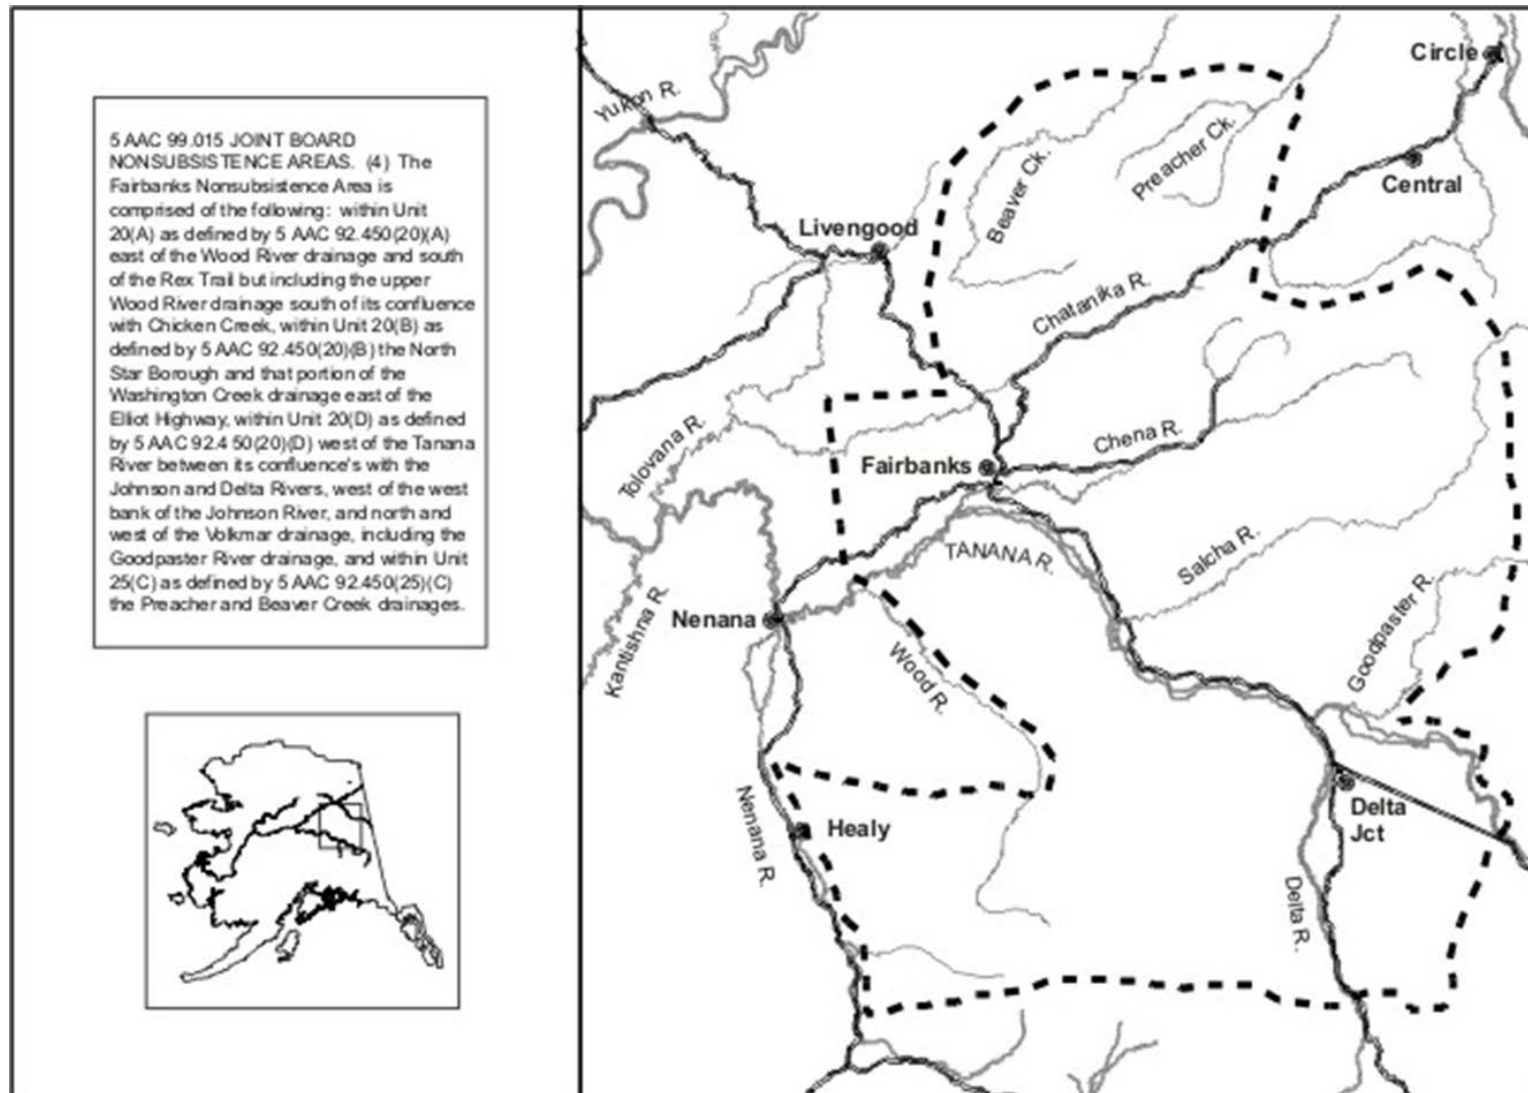 5 AAC 99.015 JOINT BOARD
NONSUBSISTENCE AREAS. (4) The
Fairbanks Nonsubsistence Area is
comprised of the following: within Unit
20(A) as defined by 5 AAC 92.450(20)(A)
east of the Wood River drainage and south
of the Rex Trail but including the upper
Wood River drainage south of its confluence
with Chicken Creek, within Unit 20(B) as
defined by 5 AAC 92.450(20)(B) the North
Star Borough and that portion of the
Washington Creek drainage east of the
Elliot Highway, within Unit 20(D) as defined
by 5 AAC 92.450(20)(D) west of the Tanana
River between its confluence's with the
Johnson and Delta Rivers, west of the west
bank of the Johnson River, and north and
west of the Volkmar drainage, including the
Goodpaster River drainage, and within Unit
25(C) as defined by 5 AAC 92.450(25)(C)
the Preacher and Beaver Creek drainages.
Circle
Yukon R.
Beaver Ck.
Preacher Ck.
Central
Livengood
Chatanika R.
Tolovana R.
Chena R.
Fairbanks
TANANA R.
Salcha R.
Nenana
Kantishna R.
Wood R.
Goodpaster R.
Nenana R.
Healy
Delta
Jct
Delta R.